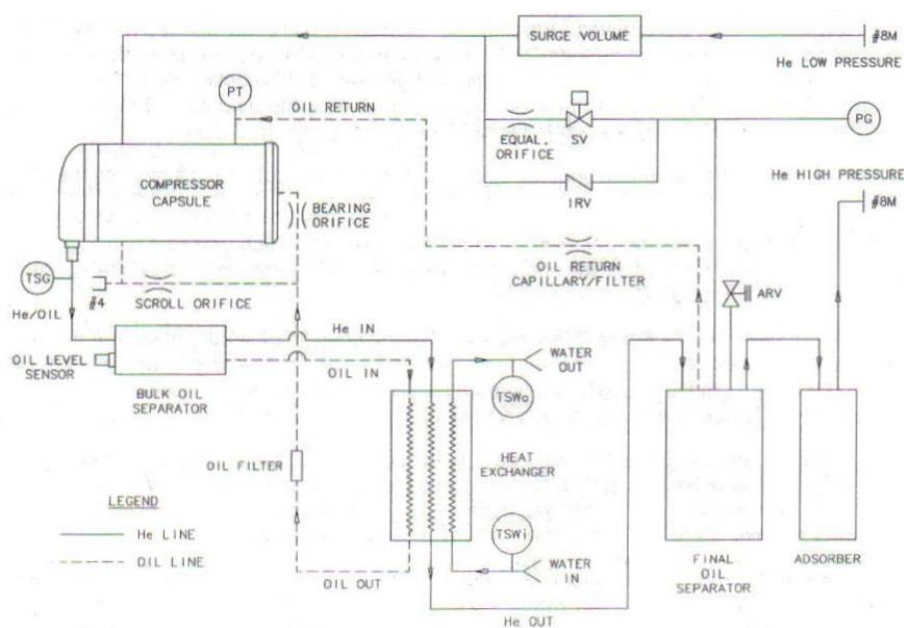 SURGE VOLUME
#8M
He LOW PRESSURE
PT
OIL RETURN
EQUAL.
ORIFICE
SV
PG
IRV
He HIGH PRESSURE
#8M
COMPRESSOR
CAPSULE
BEARING
ORIFICE
OIL RETURN
CAPILLARY/FILTER
TSG
#4
SCROLL ORIFICE
ARV
He/OIL
He IN
OIL IN
OIL LEVEL
SENSOR
BULK OIL
SEPARATOR
WATER
OUT
TSWo
HEAT
EXCHANGER
OIL FILTER
LEGEND
He LINE
OIL LINE
TSWi
WATER
IN
OIL OUT
He OUT
FINAL
OIL
SEPARATOR
ADSORBER